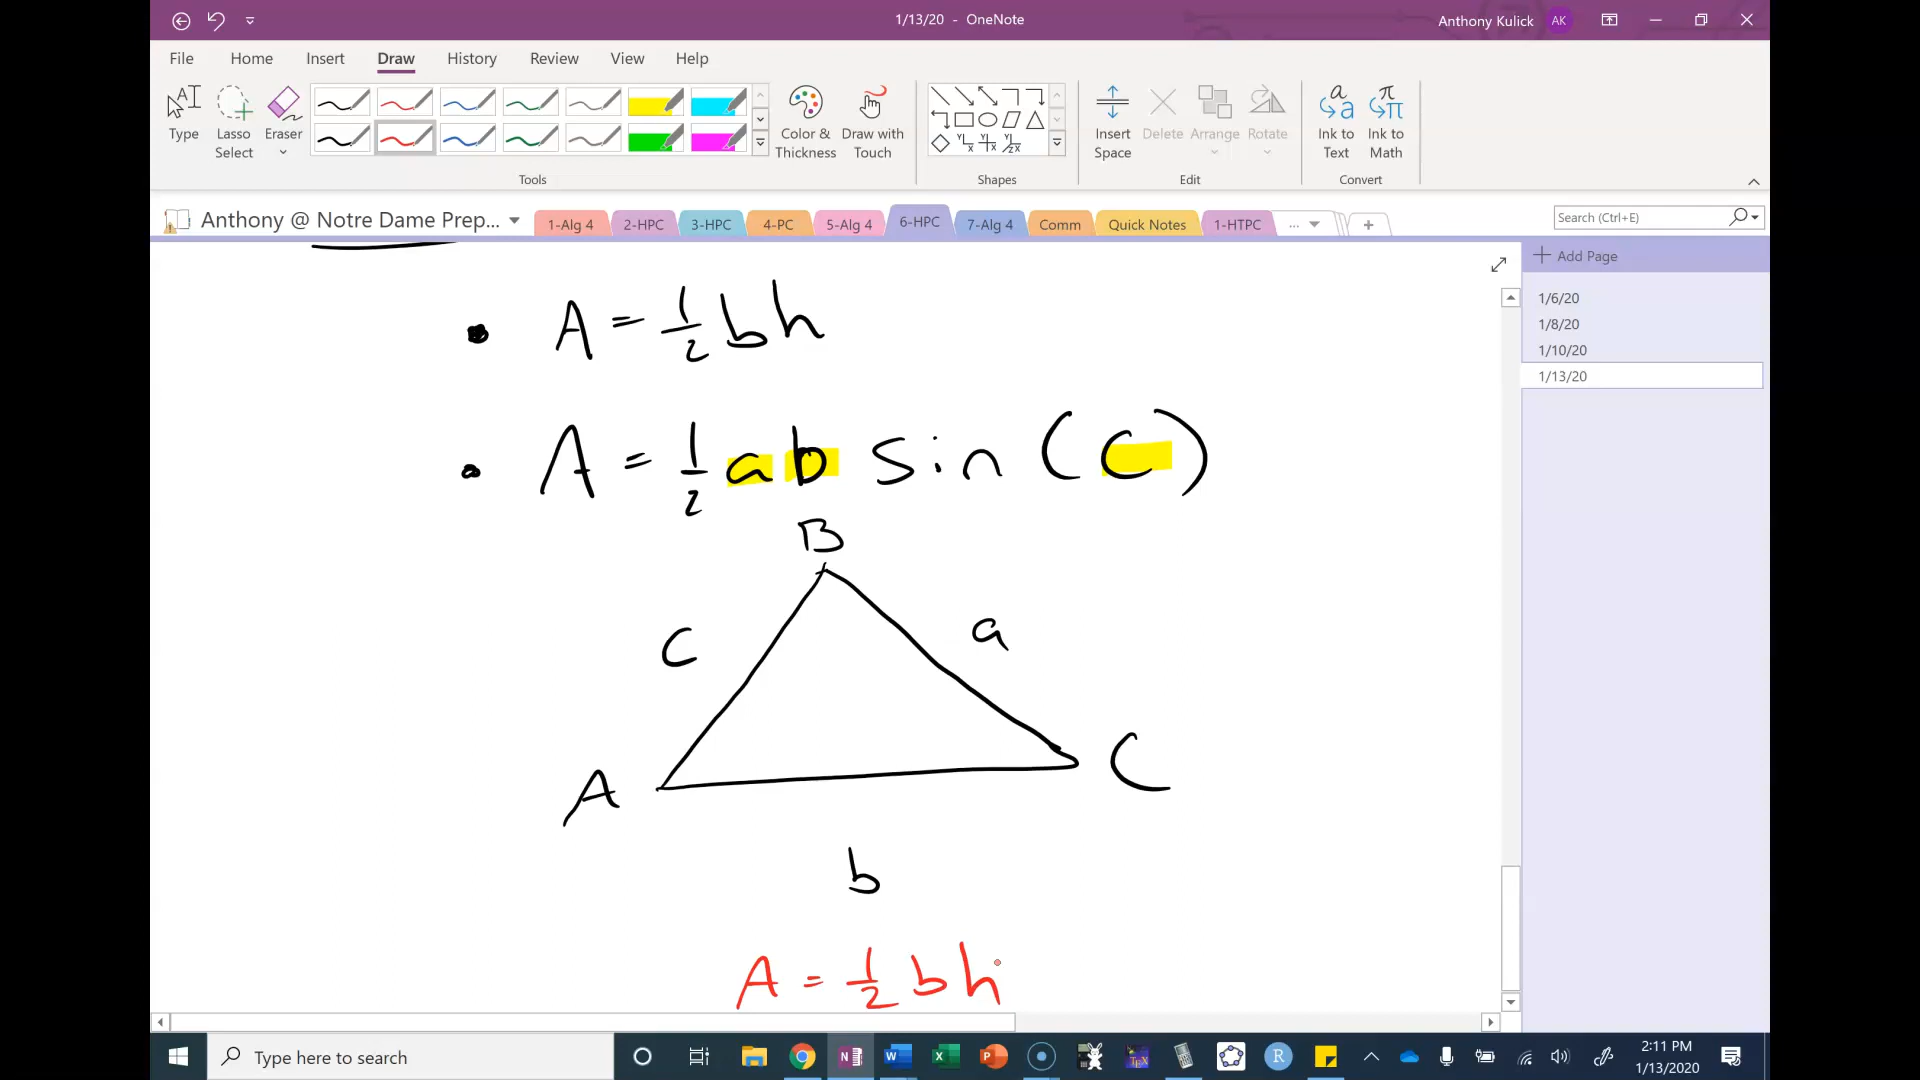 1/13/20 - OneNote
Anthony Kulick AK
File Home Insert Draw History Review View Help
Type
Lasso Select
Eraser
Color & Thickness
Draw with Touch
Insert Space
Delete
Arrange
Rotate
Ink to Text
Ink to Math
Tools Shapes Edit Convert
Anthony @ Notre Dame Prep...
1-Alg 4 2-HPC 3-HPC 4-PC 5-Alg 4 6-HPC 7-Alg 4 Comm Quick Notes 1-HTPC ...
Search (Ctrl+E)
Add Page
1/6/20
1/8/20
1/10/20
1/13/20
• A = 1/2 bh
• A = 1/2 ab sin (C)
B
c a
A C
b
A = 1/2 bh
Type here to search
2:11 PM
1/13/2020